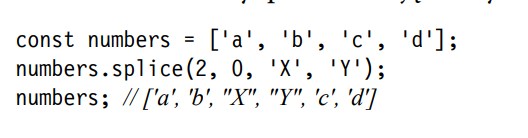 const numbers = ['a', 'b', 'c', 'd'];
numbers.splice(2, 0, 'X', 'Y');
numbers; // ['a', 'b', "X", "Y", 'c', 'd']